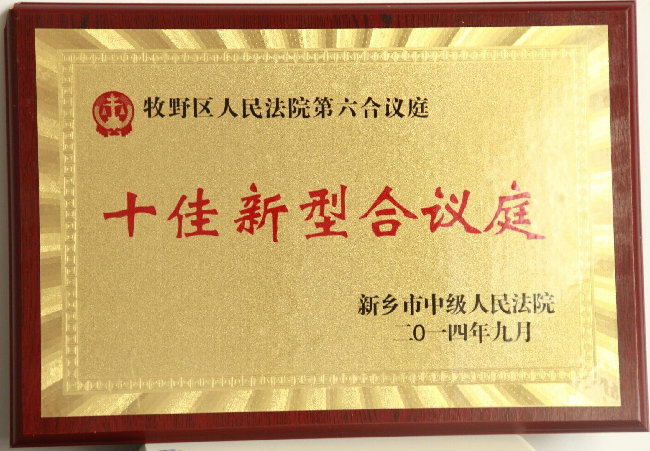 牧野区人民法院第六合议庭
十佳新型合议庭
新乡市中级人民法院
二〇一四年九月